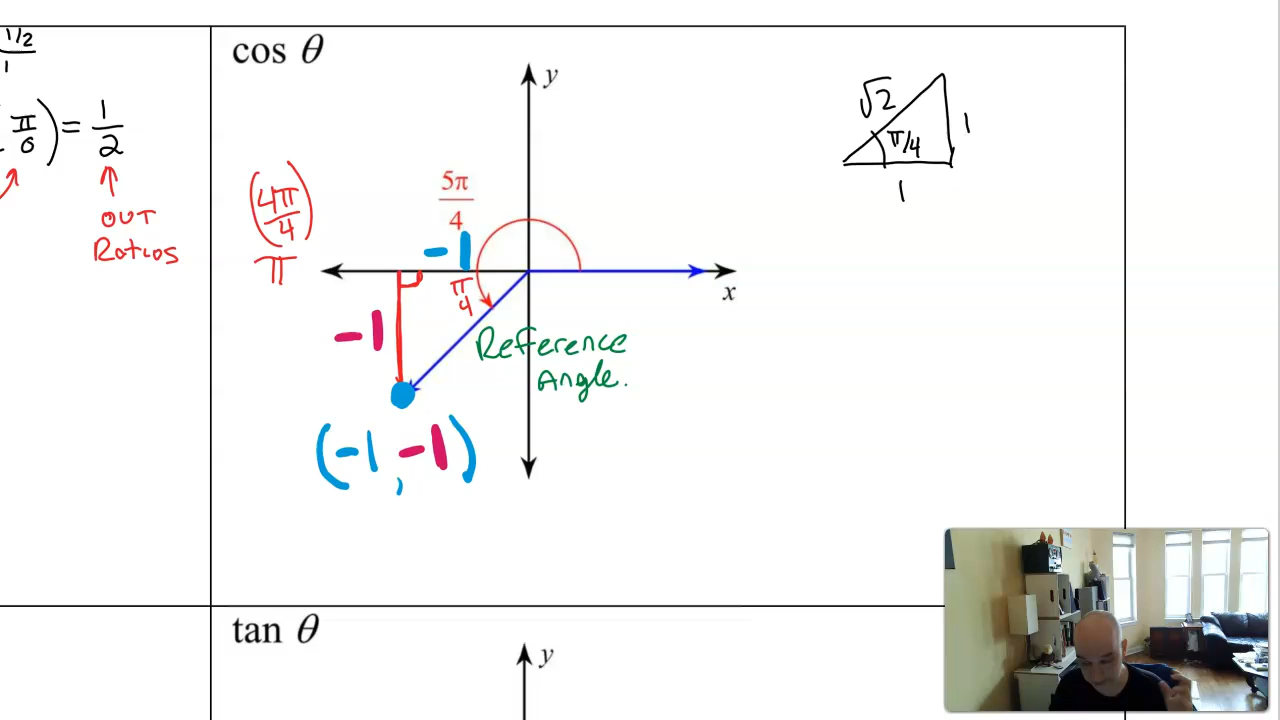 1/2
1
π/6) = 1/2
OUT
Ratios
cos θ
y
x
5π/4
(4π/4)
π
-1
π/4
-1
Reference
Angle.
(-1, -1)
√2
π/4
1
1
tan θ
y